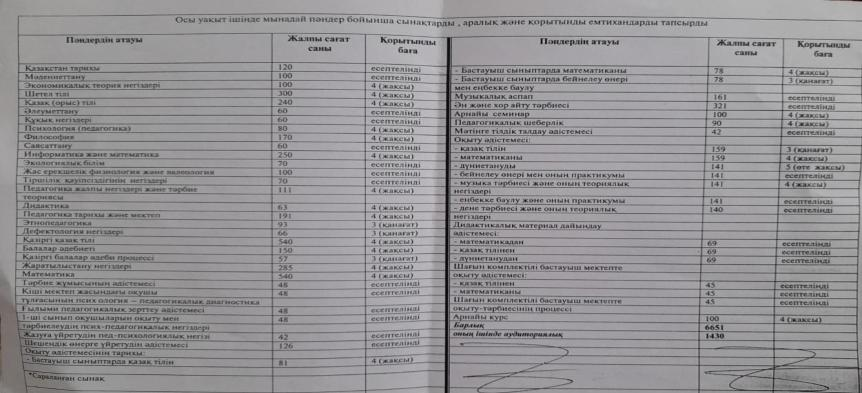 Осы уақыт ішінде мынадай пәндер бойынша сынақтарды , аралық және қорытынды емтихандарды тапсырды
Пәндердің атауы Жалпы сағат саны Қорытынды баға
Қазақстан тарихы 120 есептелінді
Мәдениеттану 100 есептелінді
Экономикалық теория негіздері 100 4 (жақсы)
Шетел тілі 300 4 (жақсы)
Қазақ (орыс) тілі 240 4 (жақсы)
Әлеуметтану 60 есептелінді
Құқық негіздері 60 есептелінді
Психология (педагогика) 80 4 (жақсы)
Философия 170 4 (жақсы)
Саясаттану 60 есептелінді
Информатика және математика 250 4 (жақсы)
Экологиялық білім 70 есептелінді
Жас ерекшелік физиология және валеология 100 есептелінді
Тіршілік қауіпсіздігінің негіздері 70 есептелінді
Педагогика жалпы негіздері және тәрбие 111 4 (жақсы)
теориясы
Дидактика 63 4 (жақсы)
Педагогика тарихы және мектеп 191 4 (жақсы)
Этнопедагогика 93 3 (қанағат)
Дефектология негіздері 66 3 (қанағат)
Қазіргі қазақ тілі 540 4 (жақсы)
Балалар әдебиеті 150 4 (жақсы)
Қазіргі балалар әдеби процессі 57 3 (қанағат)
Жаратылыстану негіздері 285 4 (жақсы)
Математика 540 4 (жақсы)
Тәрбие жұмысының әдістемесі 48 есептелінді
Кіші мектеп жасындағы оқушы 48 есептелінді
тұлғасының псих ология – педагогикалық диагностика
Ғылыми педагогикалық зерттеу әдістемесі 48 есептелінді
1-ші сынып оқушыларын оқыту мен 48 есептелінді
тәрбиелеудің псих-педагогикалық негіздері
Жазуға үйретудің пед-психологиялық негізі 42 есептелінді
Шешендік өнерге үйретудің әдістемесі 126 есептелінді
Оқыту әдістемесінің тарихы:
- Бастауыш сыныптарда қазақ тілін 81 4 (жақсы)
*Сараланған сынақ
Пәндердің атауы Жалпы сағат саны Қорытынды баға
- Бастауыш сыныптарда математиканы 78 4 (жақсы)
- Бастауыш сыныптарда бейнелеу өнері 78 3 (қанағат)
мен еңбекке баулу
Музыкалық аспап 161 есептелінді
Ән және хор айту тәрбиесі 321 есептелінді
Арнайы семинар 100 4 (жақсы)
Педагогикалық шеберлік 90 4 (жақсы)
Мәтінге тілдік талдау әдістемесі 42 есептелінді
Оқыту әдістемесі:
- қазақ тілін 159 3 (қанағат)
- математиканы 159 4 (жақсы)
- дүниетануды 141 5 (өте жақсы)
- бейнелеу өнері мен оның практикумы 141 есептелінді
- музыка тәрбиесі және оның теориялық 141 4 (жақсы)
негіздері
- еңбекке баулу және оның практикумы 141 есептелінді
- дене тәрбиесі және оның теориялық 140 есептелінді
негіздері
Дидактикалық материал дайындау
әдістемесі:
- математикадан 69 есептелінді
- қазақ тілінен 69 есептелінді
- дүниетанудан 69 есептелінді
Шағын комплектілі бастауыш мектепте
оқыту әдістемесі:
- қазақ тілінен 45 есептелінді
- математиканы 45 есептелінді
Шағын комплектілі бастауыш мектепте 45 есептелінді
оқыту-тәрбиесінің процессі
Арнайы курс 100 4 (жақсы)
Барлық 6651
оның ішінде аудиториялық 1430